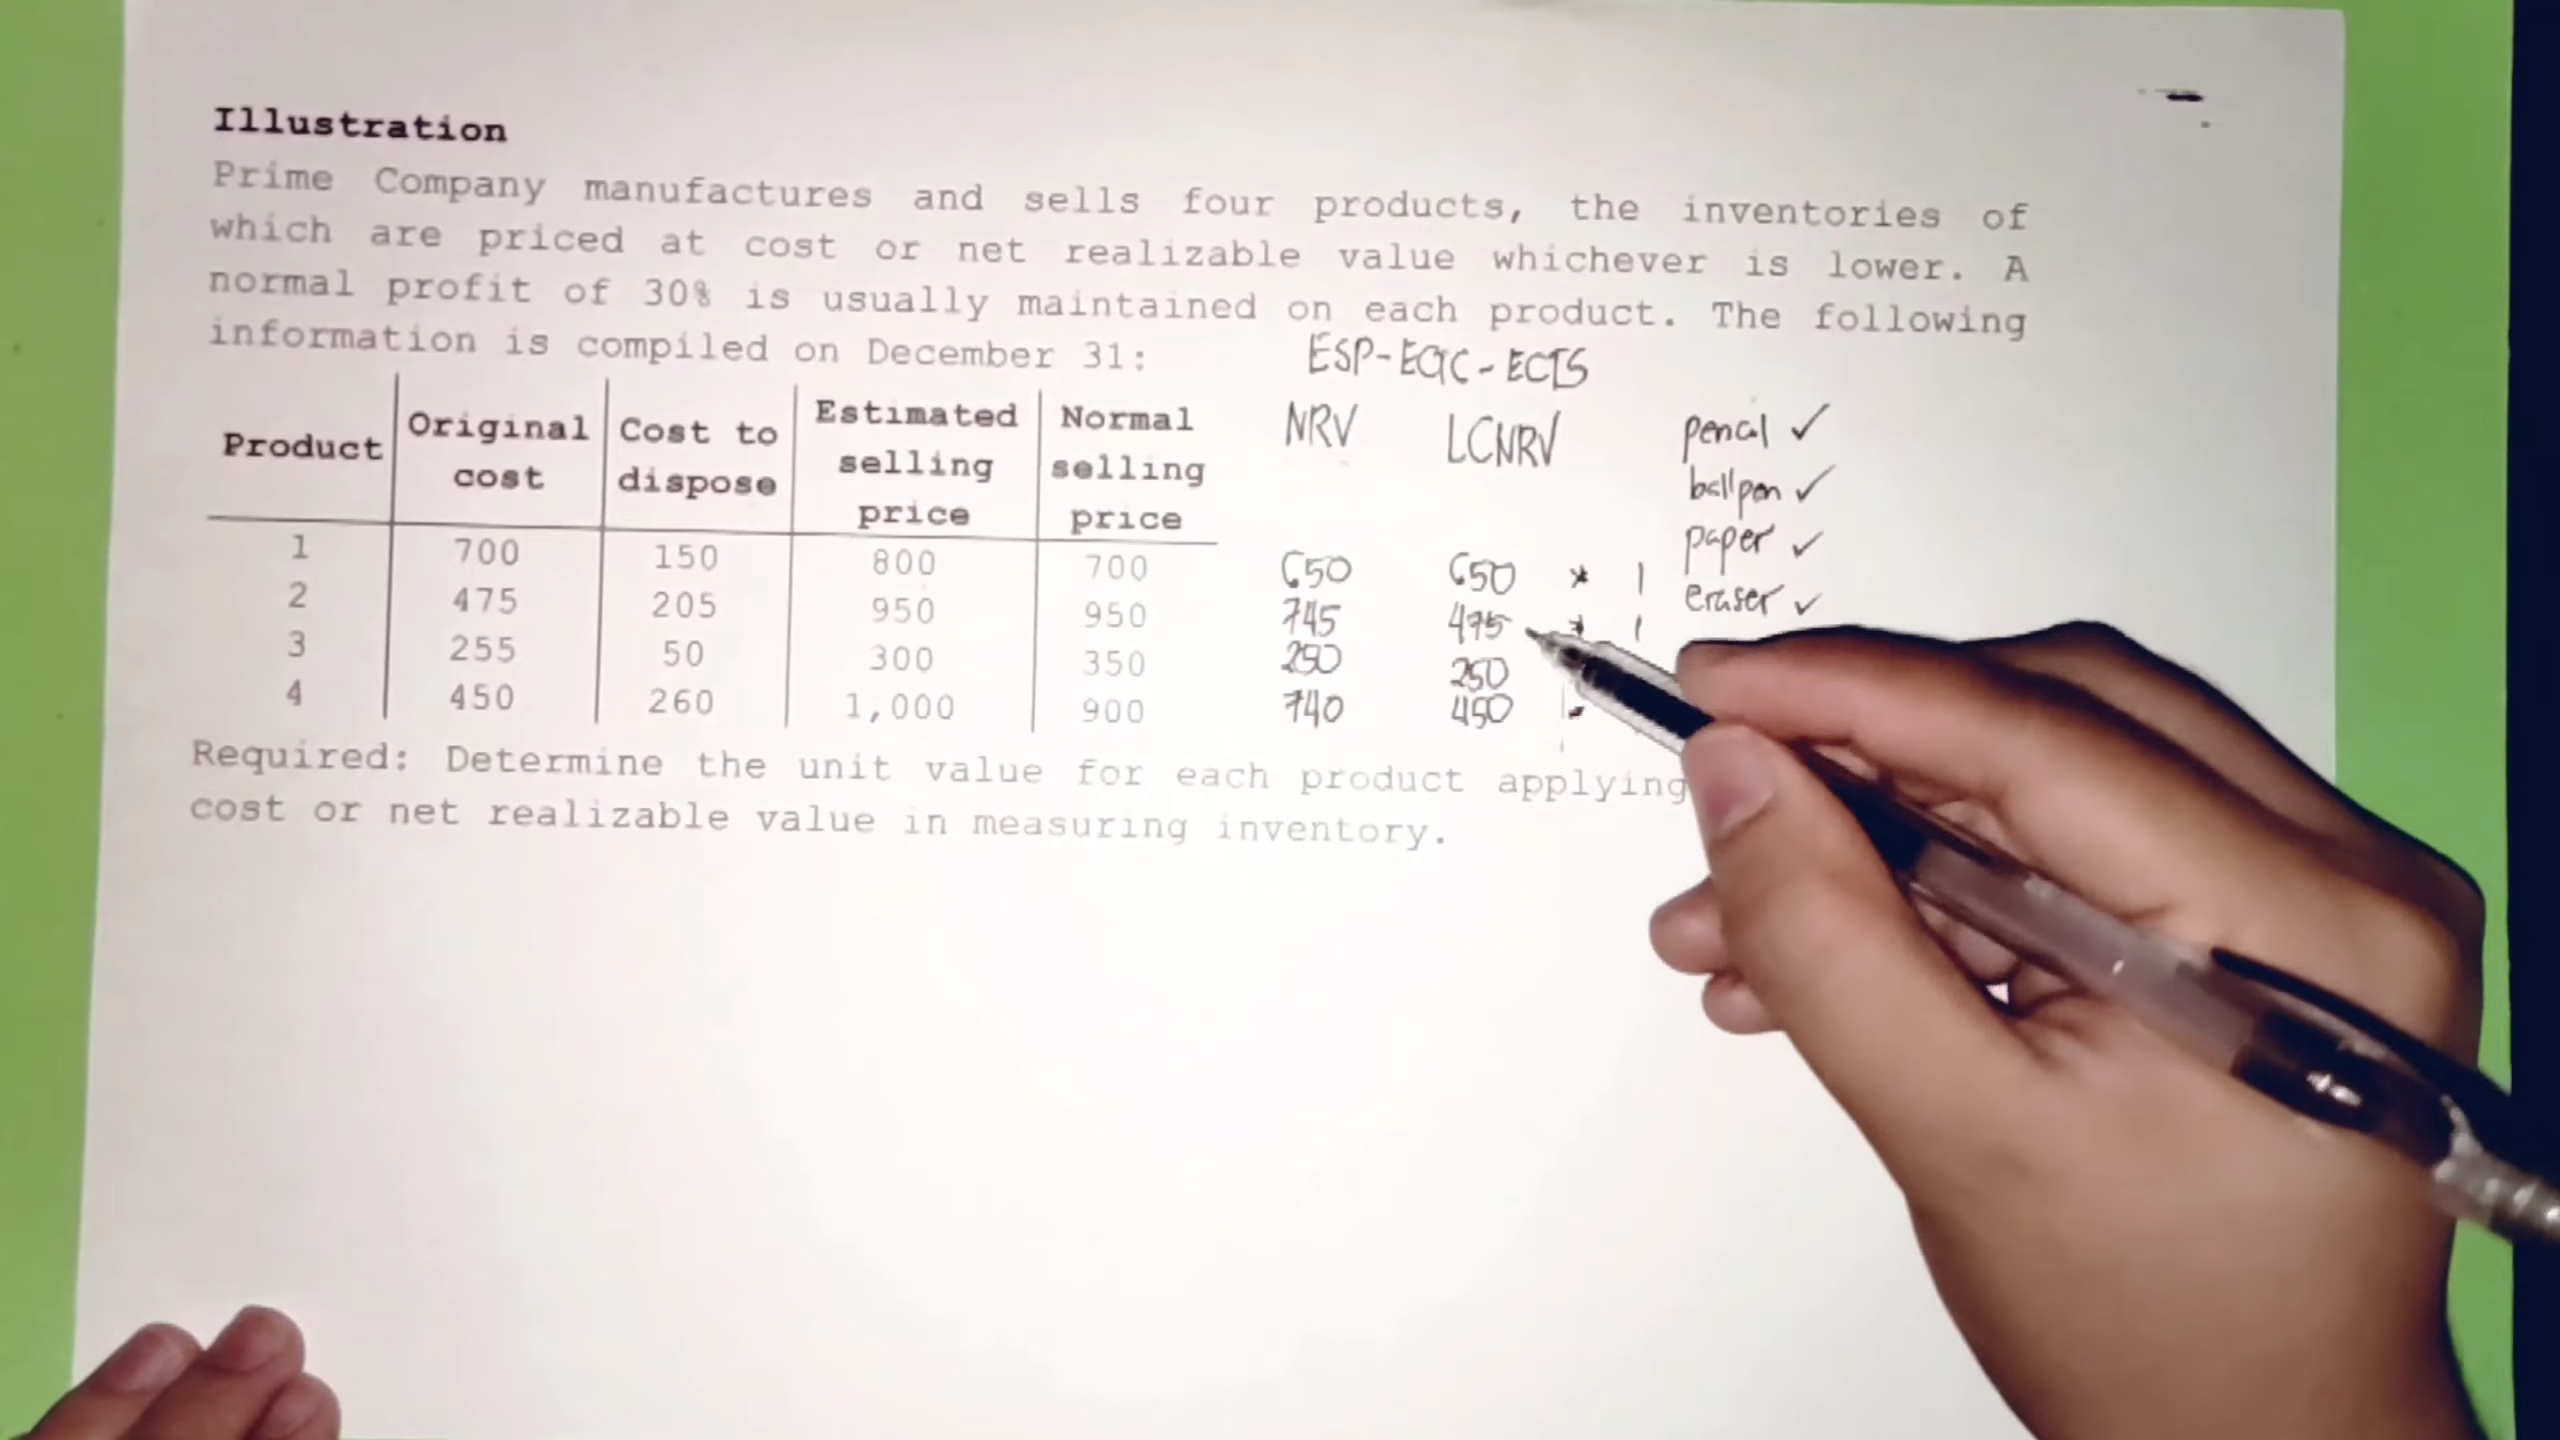 Illustration
Prime Company manufactures and sells four products, the inventories of
which are priced at cost or net realizable value whichever is lower. A
normal profit of 30% is usually maintained on each product. The following
information is compiled on December 31:
ESP-ECTC-ECTS
Product Original cost Cost to dispose Estimated selling price Normal selling price NRV LCNRV
1 700 150 800 700 650 650 * 1
2 475 205 950 950 745 475 * 1
3 255 50 300 350 250 250
4 450 260 1,000 900 740 450
pencil ✓
ballpen ✓
paper ✓
eraser ✓
Required: Determine the unit value for each product applying
cost or net realizable value in measuring inventory.